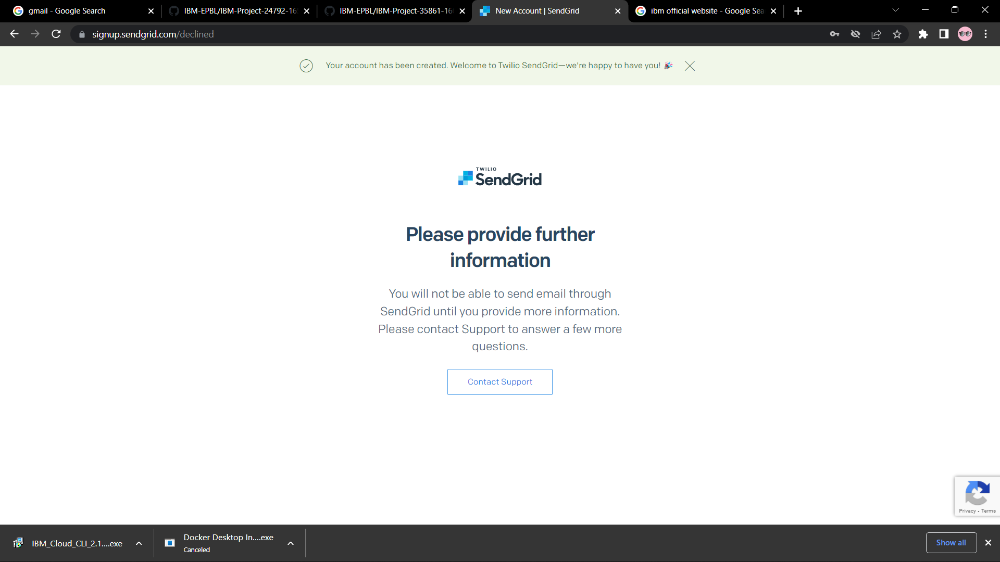 gmail - Google Search
IBM-EPBL/IBM-Project-24792-16
IBM-EPBL/IBM-Project-35861-16
New Account | SendGrid
ibm official website - Google Sea
signup.sendgrid.com/declined
Your account has been created. Welcome to Twilio SendGrid—we're happy to have you! 🎉
TWILIO
SendGrid
Please provide further
information
You will not be able to send email through
SendGrid until you provide more information.
Please contact Support to answer a few more
questions.
Contact Support
Privacy - Terms
IBM_Cloud_CLI_2.1....exe
Docker Desktop In....exe
Canceled
Show all